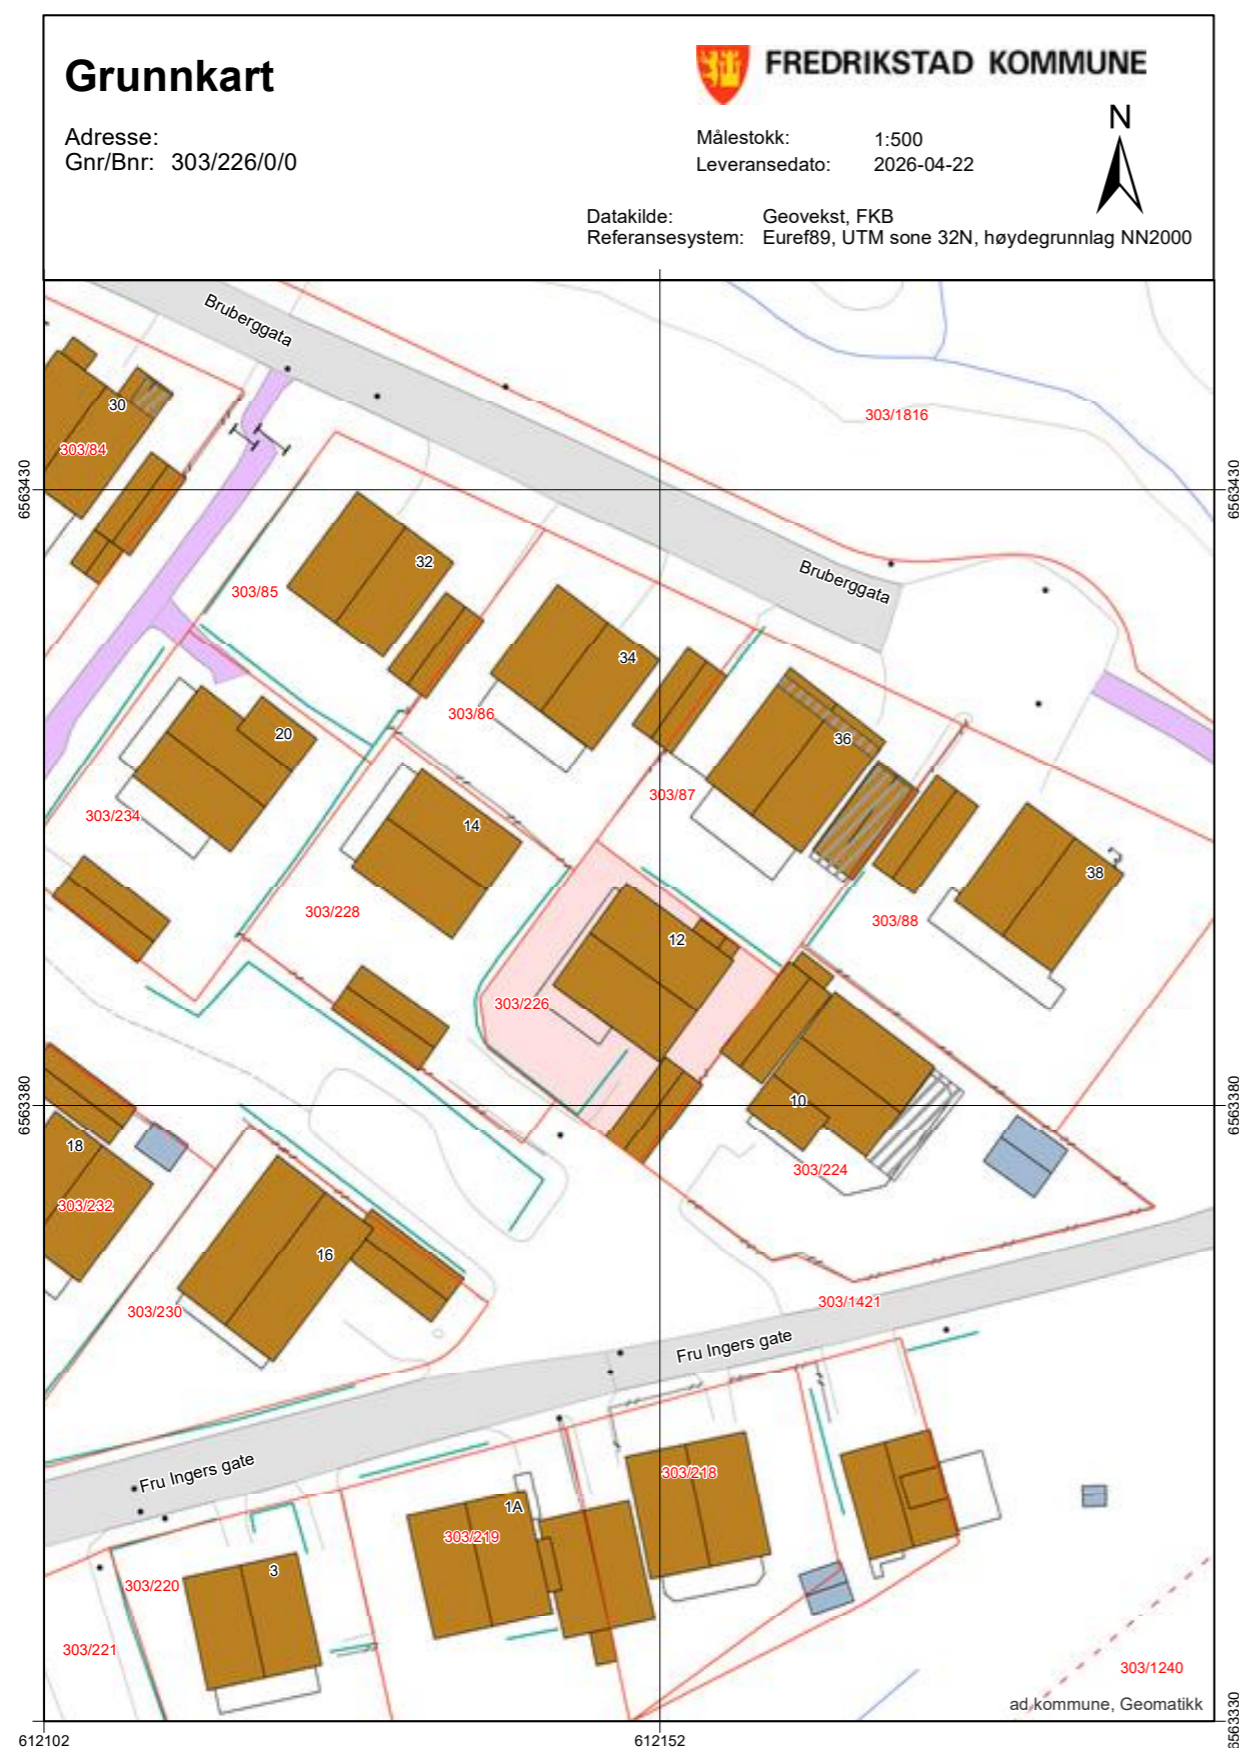 Grunnkart
FREDRIKSTAD KOMMUNE
Adresse:
Gnr/Bnr: 303/226/0/0
Målestokk: 1:500
Leveransedato: 2026-04-22
N
Datakilde: Geovekst, FKB
Referansesystem: Euref89, UTM sone 32N, høydegrunnlag NN2000
Bruberggata
30
303/1816
303/84
6563430
6563430
32
Bruberggata
303/85
34
303/86
20
36
303/87
303/234
14
38
303/228
303/88
12
303/226
6563380
6563380
10
18
303/224
303/232
16
303/230
303/1421
Fru Ingers gate
Fru Ingers gate
303/218
1A
303/219
3
303/220
303/221
303/1240
ad kommune, Geomatikk
6563330
612102
612152